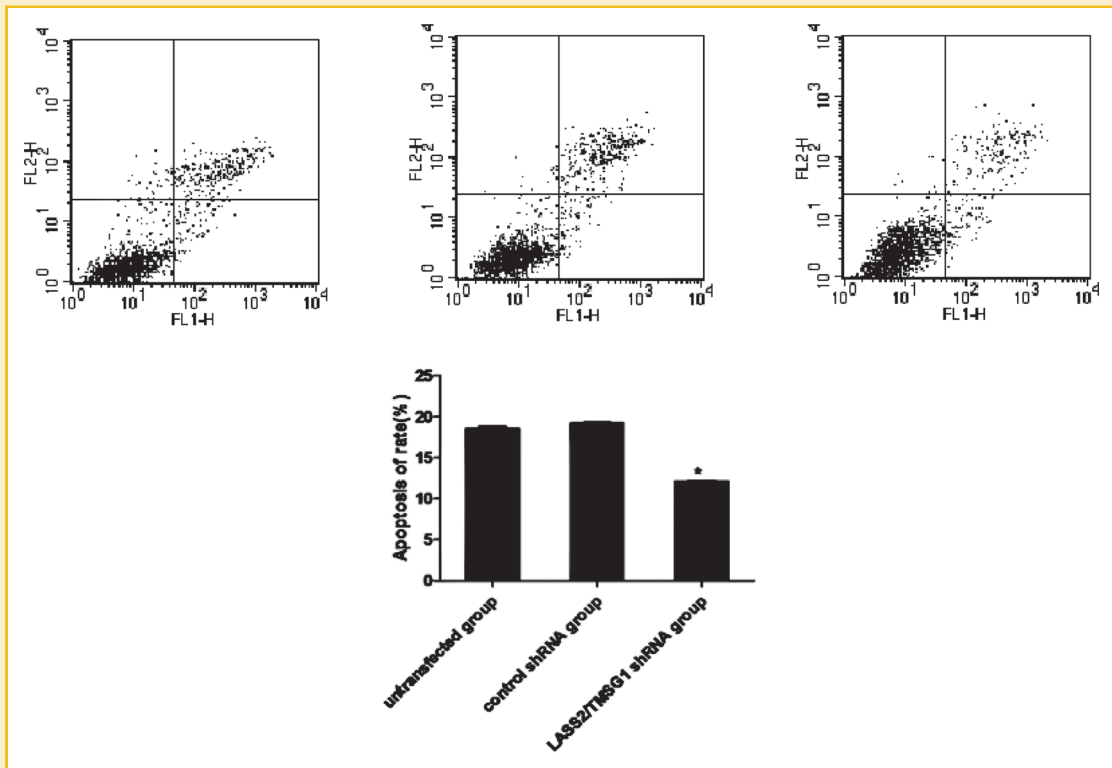 10^4
10^3
10^2
10^1
10^0
FL2-H
10^0 10^1 10^2 10^3 10^4
FL1-H
10^4
10^3
10^2
10^1
10^0
FL2-H
10^0 10^1 10^2 10^3 10^4
FL1-H
10^4
10^3
10^2
10^1
10^0
FL2-H
10^0 10^1 10^2 10^3 10^4
FL1-H
Apoptosis of rate(%)
25
20
15
10
5
0
*
untransfected group
control shRNA group
LASS2/TMSG1 shRNA group